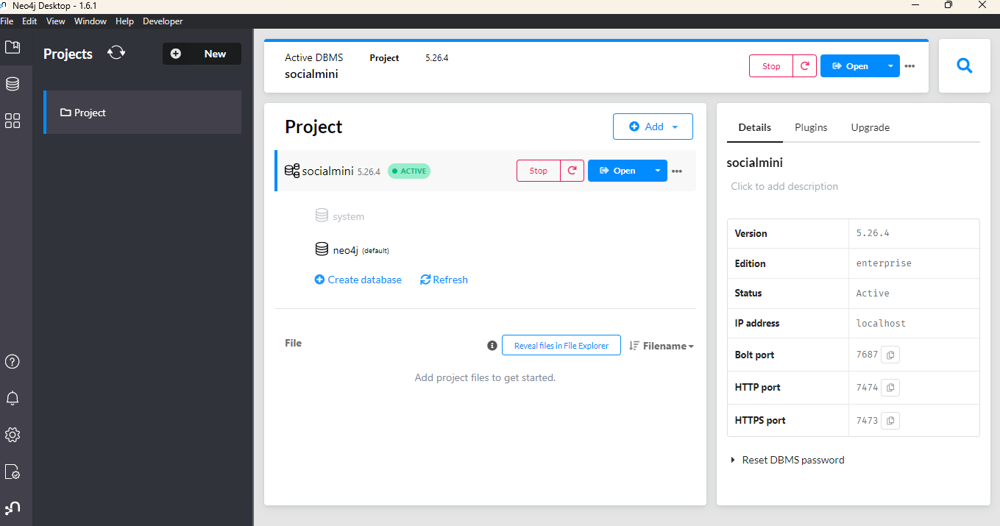 Neo4j Desktop - 1.6.1
File Edit View Window Help Developer
Projects
New
Project
Active DBMS
socialmini
Project
5.26.4
Stop
Open
Project
Add
socialmini 5.26.4
ACTIVE
Stop
Open
system
neo4j (default)
Create database
Refresh
File
Reveal files in File Explorer
Filename
Add project files to get started.
Details
Plugins
Upgrade
socialmini
Click to add description
Version 5.26.4
Edition enterprise
Status Active
IP address localhost
Bolt port 7687
HTTP port 7474
HTTPS port 7473
Reset DBMS password